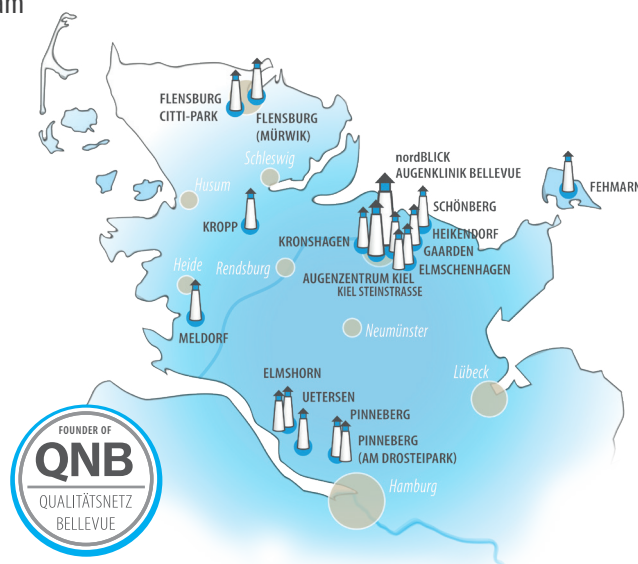 FLENSBURG
CITTI-PARK
FLENSBURG
(MÜRWIK)
Schleswig
nordBLICK
AUGENKLINIK BELLEVUE
Husum
FEHMARN
SCHÖNBERG
KROPP
HEIKENDORF
KRONSHAGEN
GAARDEN
Heide
Rendsburg
ELMSCHENHAGEN
AUGENZENTRUM KIEL
KIEL STEINSTRASSE
Neumünster
MELDORF
ELMSHORN
Lübeck
UETERSEN
PINNEBERG
PINNEBERG
(AM DROSTEIPARK)
Hamburg
FOUNDER OF
QNB
QUALITÄTSNETZ
BELLEVUE